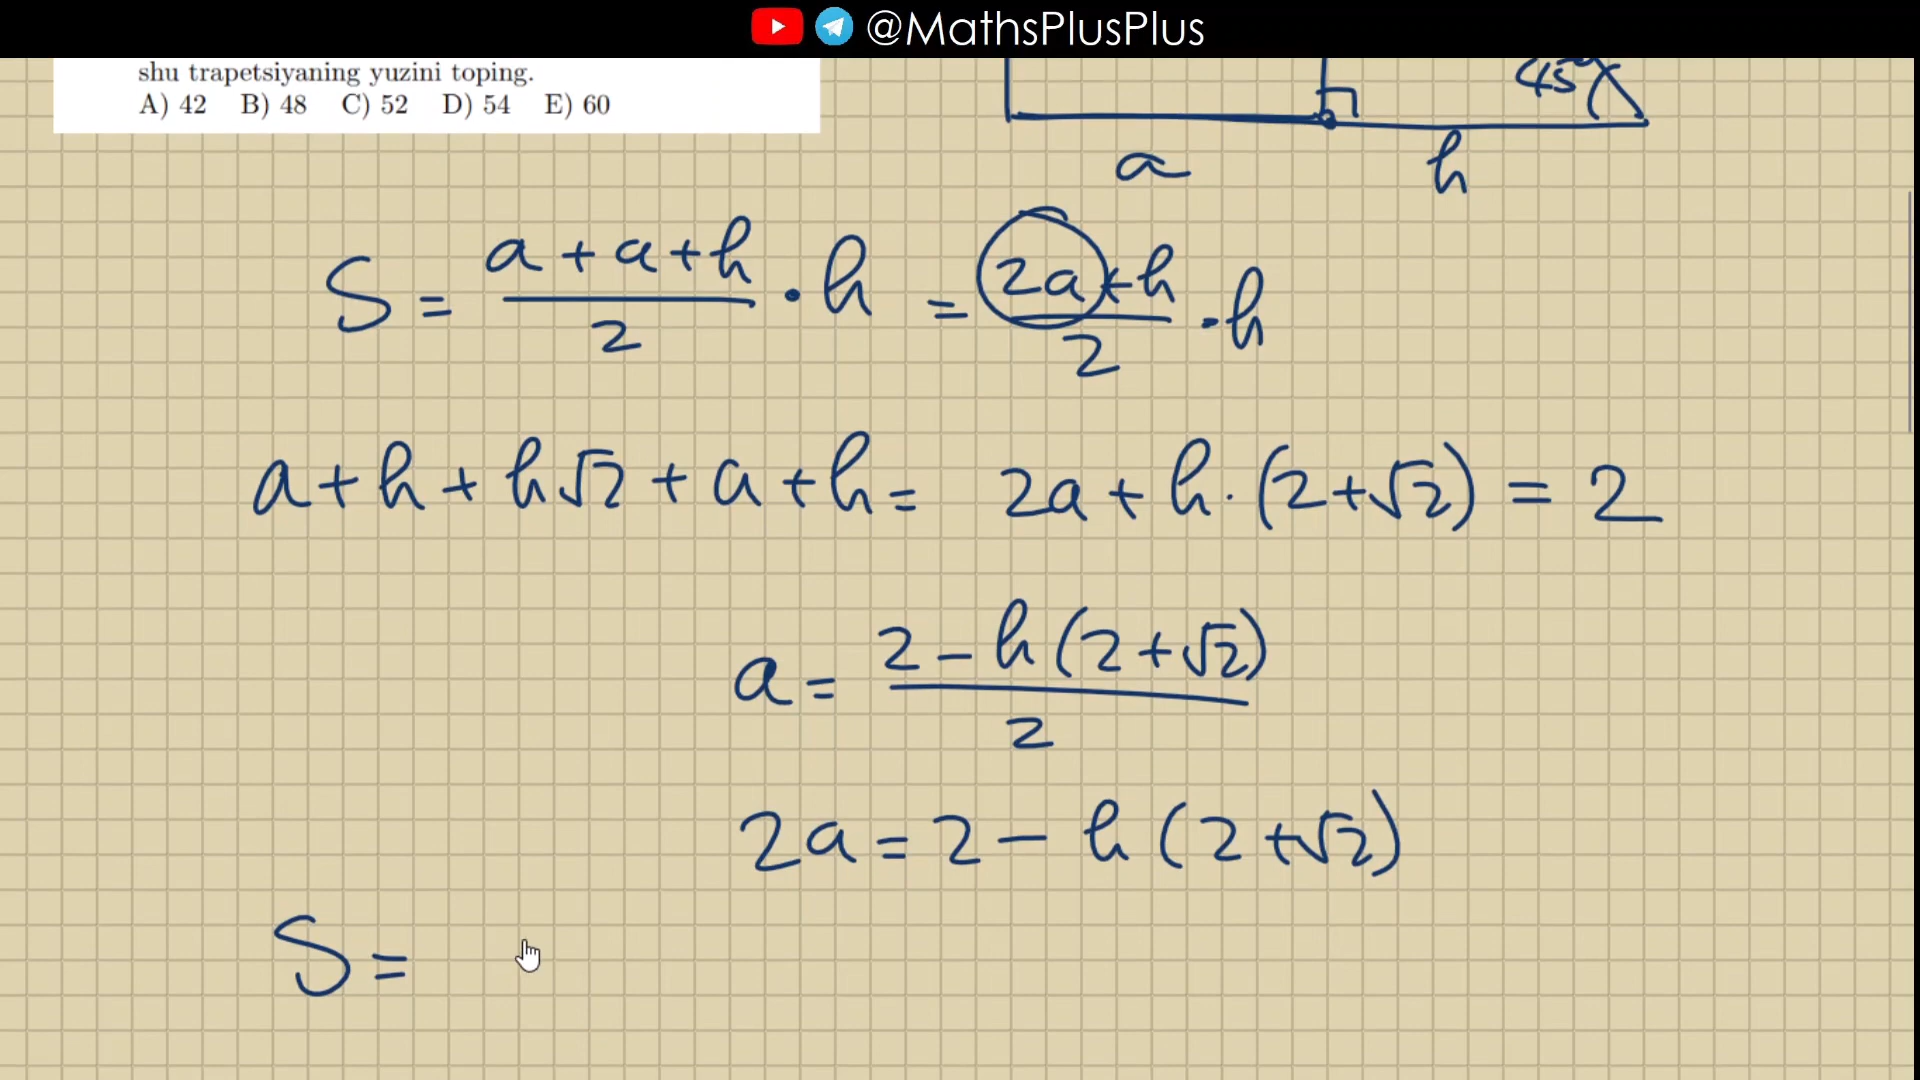 @MathsPlusPlus
shu trapetsiyaning yuzini toping.
A) 42 B) 48 C) 52 D) 54 E) 60
45°
a h
S = (a + a + h)/2 · h = (2a + h)/2 · h
a + h + h√2 + a + h = 2a + h · (2 + √2) = 2
a = (2 - h(2 + √2))/2
2a = 2 - h(2 + √2)
S =